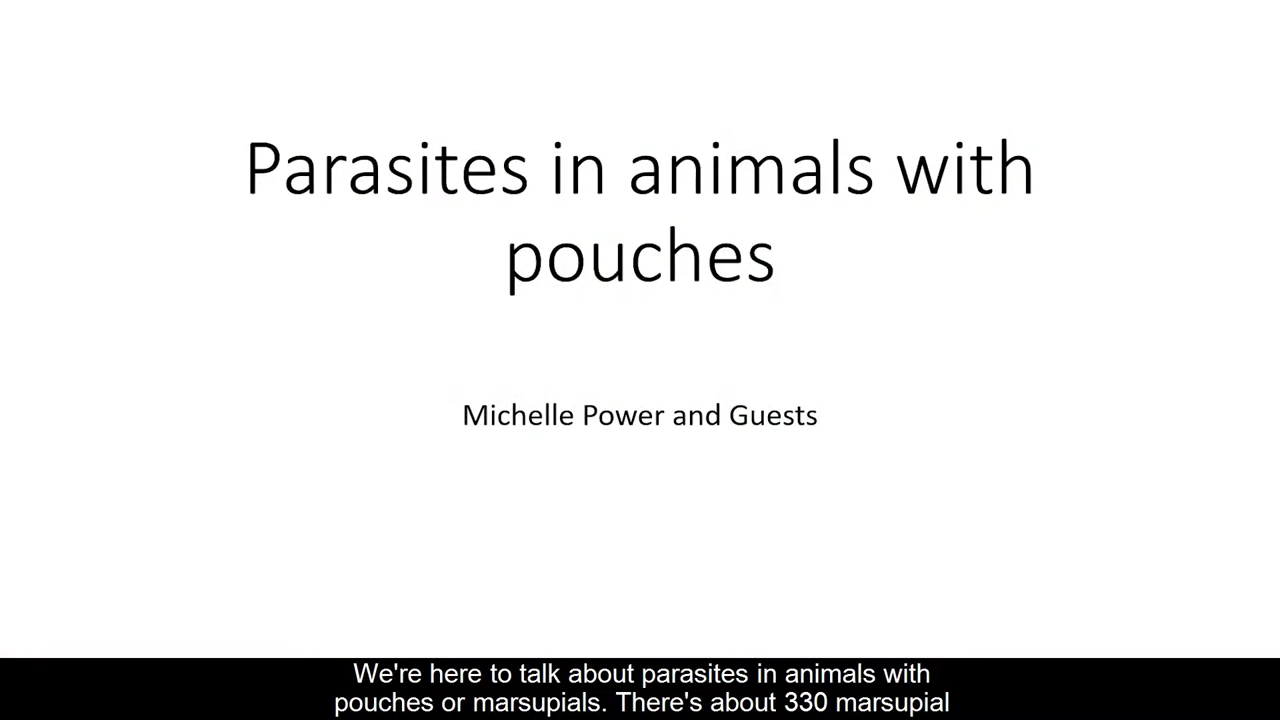 Parasites in animals with
pouches
Michelle Power and Guests
We're here to talk about parasites in animals with
pouches or marsupials. There's about 330 marsupial